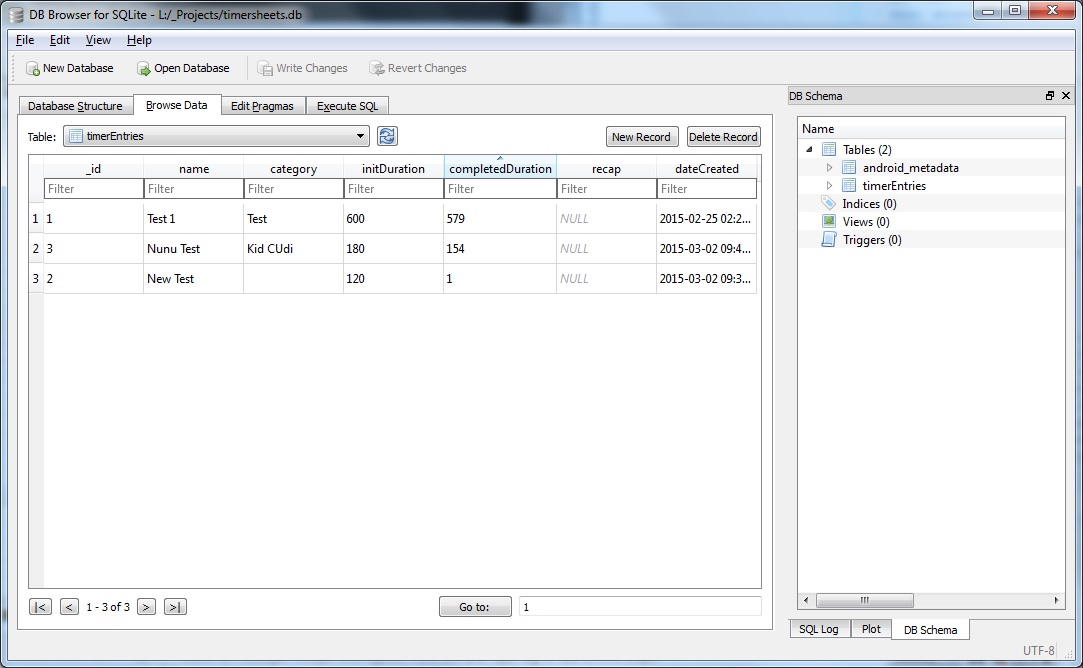 DB Browser for SQLite - L:/_Projects/timersheets.db
File Edit View Help
New Database Open Database Write Changes Revert Changes
Database Structure Browse Data Edit Pragmas Execute SQL
Table: timerEntries New Record Delete Record
_id name category initDuration completedDuration recap dateCreated
Filter Filter Filter Filter Filter Filter Filter
1 1 Test 1 Test 600 579 NULL 2015-02-25 02:2...
2 3 Nunu Test Kid CUdi 180 154 NULL 2015-03-02 09:4...
3 2 New Test 120 1 NULL 2015-03-02 09:3...
|< < 1 - 3 of 3 > >| Go to: 1
DB Schema
Name
Tables (2)
android_metadata
timerEntries
Indices (0)
Views (0)
Triggers (0)
SQL Log Plot DB Schema
UTF-8